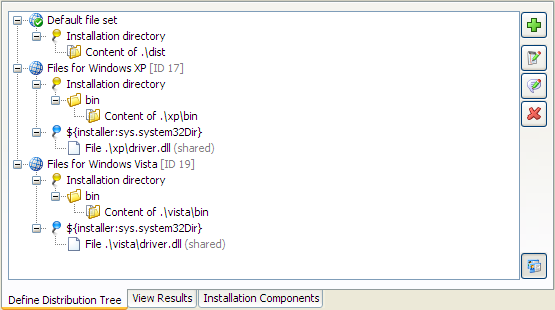 Default file set
Installation directory
Content of .\dist
Files for Windows XP [ID 17]
Installation directory
bin
Content of .\xp\bin
${installer:sys.system32Dir}
File .\xp\driver.dll (shared)
Files for Windows Vista [ID 19]
Installation directory
bin
Content of .\vista\bin
${installer:sys.system32Dir}
File .\vista\driver.dll (shared)
Define Distribution Tree View Results Installation Components